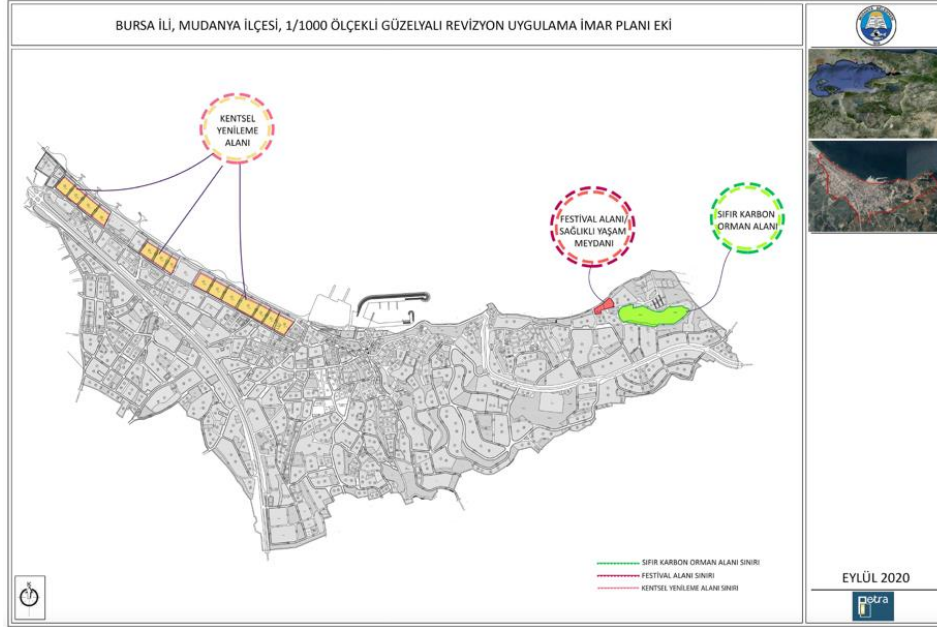 BURSA İLİ, MUDANYA İLÇESİ, 1/1000 ÖLÇEKLİ GÜZELYALI REVİZYON UYGULAMA İMAR PLANI EKİ
KENTSEL
YENİLEME
ALANI
FESTİVAL ALANI/
SAĞLIKLI YAŞAM
MEYDANI
SIFIR KARBON
ORMAN ALANI
SIFIR KARBON ORMAN ALANI SINIRI
FESTİVAL ALANI SINIRI
KENTSEL YENİLEME ALANI SINIRI
EYLÜL 2020
petra